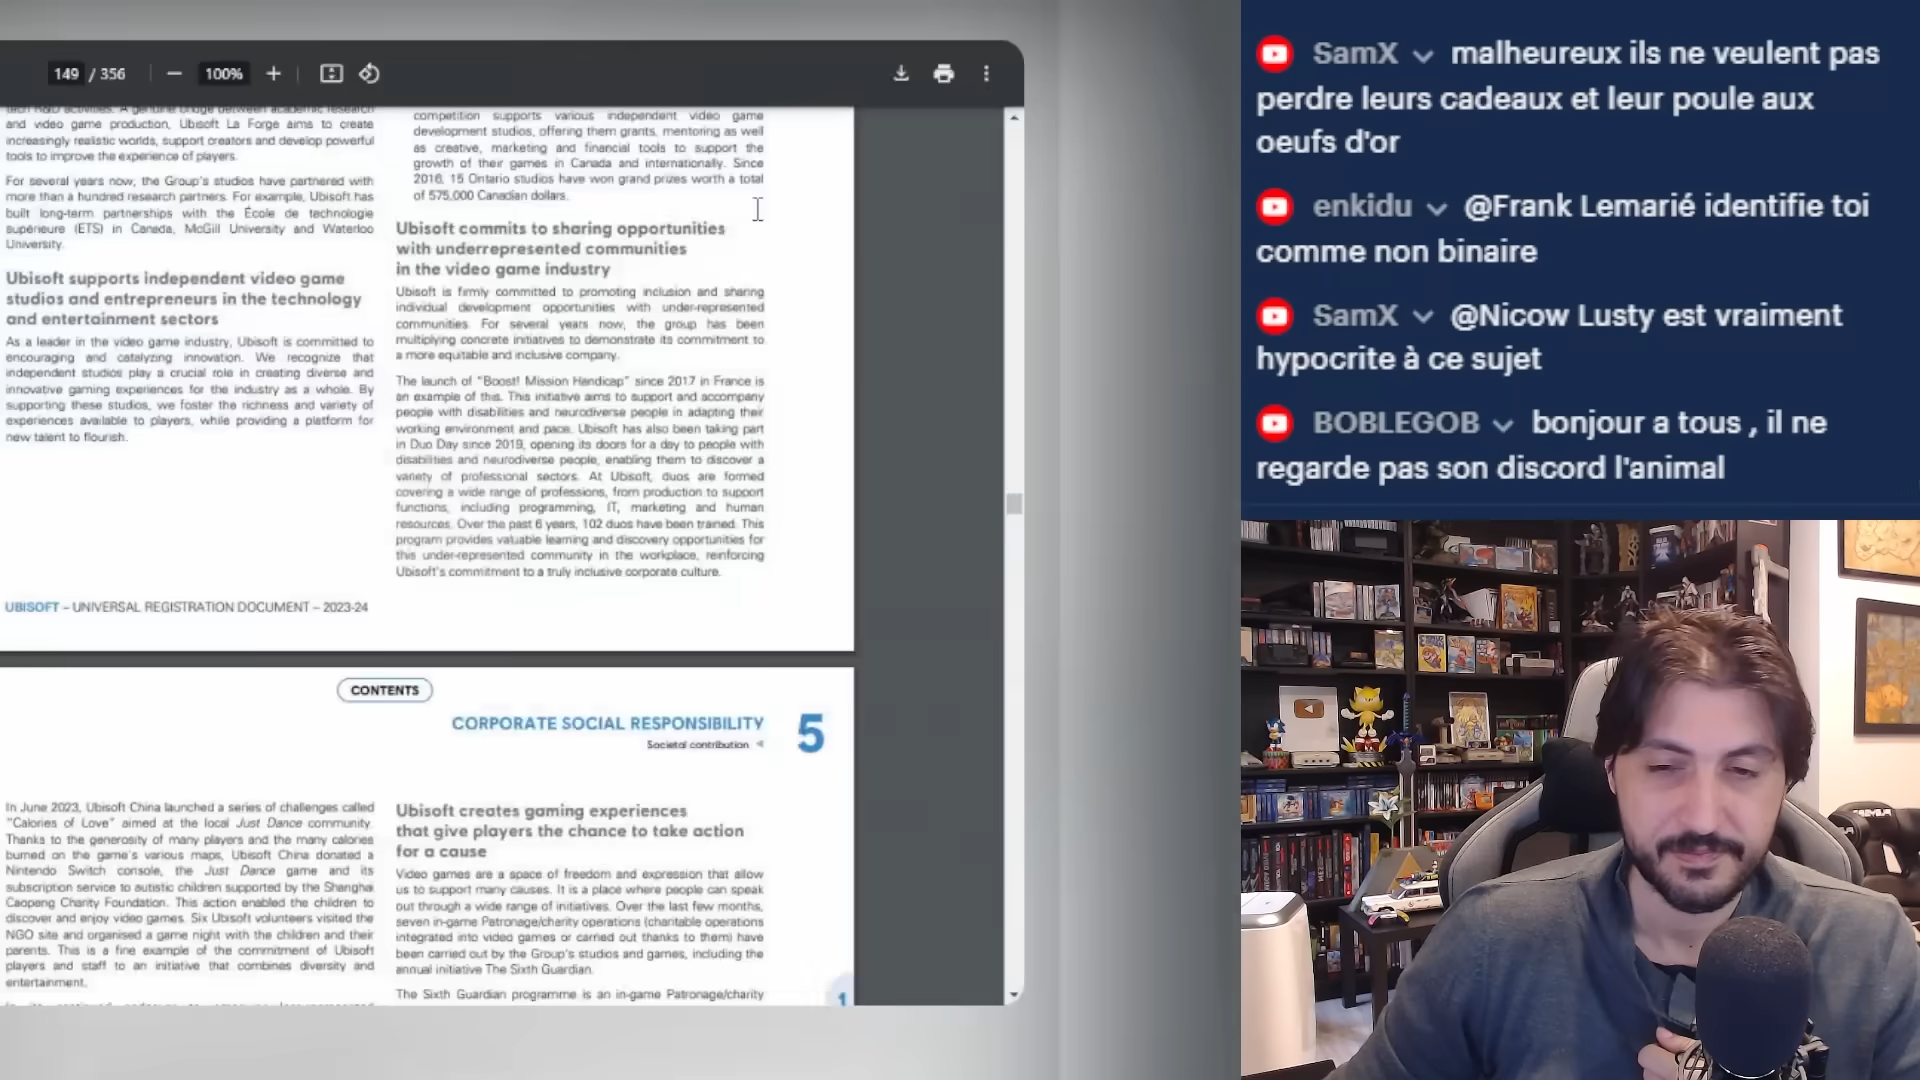 149 / 356
100%
tech R&D activities. A genuine bridge between academic research
and video game production, Ubisoft La Forge aims to create
increasingly realistic worlds, support creators and develop powerful
tools to improve the experience of players.
For several years now, the Group's studios have partnered with
more than a hundred research partners. For example, Ubisoft has
built long-term partnerships with the École de technologie
supérieure (ETS) in Canada, McGill University and Waterloo
University.
Ubisoft supports independent video game
studios and entrepreneurs in the technology
and entertainment sectors
As a leader in the video game industry, Ubisoft is committed to
encouraging and catalyzing innovation. We recognize that
independent studios play a crucial role in creating diverse and
innovative gaming experiences for the industry as a whole. By
supporting these studios, we foster the richness and variety of
experiences available to players, while providing a platform for
new talent to flourish.
competition supports various independent video game
development studios, offering them grants, mentoring as well
as creative, marketing and financial tools to support the
growth of their games in Canada and internationally. Since
2016, 15 Ontario studios have won grand prizes worth a total
of 575,000 Canadian dollars.
Ubisoft commits to sharing opportunities
with underrepresented communities
in the video game industry
Ubisoft is firmly committed to promoting inclusion and sharing
individual development opportunities with under-represented
communities. For several years now, the group has been
multiplying concrete initiatives to demonstrate its commitment to
a more equitable and inclusive company.
The launch of "Boost! Mission Handicap" since 2017 in France is
an example of this. This initiative aims to support and accompany
people with disabilities and neurodiverse people in adapting their
working environment and pace. Ubisoft has also been taking part
in Duo Day since 2019, opening its doors for a day to people with
disabilities and neurodiverse people, enabling them to discover a
variety of professional sectors. At Ubisoft, duos are formed
covering a wide range of professions, from production to support
functions, including programming, IT, marketing and human
resources. Over the past 6 years, 102 duos have been trained. This
program provides valuable learning and discovery opportunities for
this under-represented community in the workplace, reinforcing
Ubisoft's commitment to a truly inclusive corporate culture.
UBISOFT – UNIVERSAL REGISTRATION DOCUMENT – 2023-24
CONTENTS
CORPORATE SOCIAL RESPONSIBILITY 5
Societal contribution
In June 2023, Ubisoft China launched a series of challenges called
"Calories of Love" aimed at the local Just Dance community.
Thanks to the generosity of many players and the many calories
burned on the game's various maps, Ubisoft China donated a
Nintendo Switch console, the Just Dance game and its
subscription service to autistic children supported by the Shanghai
Caopeng Charity Foundation. This action enabled the children to
discover and enjoy video games. Six Ubisoft volunteers visited the
NGO site and organised a game night with the children and their
parents. This is a fine example of the commitment of Ubisoft
players and staff to an initiative that combines diversity and
entertainment.
Ubisoft creates gaming experiences
that give players the chance to take action
for a cause
Video games are a space of freedom and expression that allow
us to support many causes. It is a place where people can speak
out through a wide range of initiatives. Over the last few months,
seven in-game Patronage/charity operations (charitable operations
integrated into video games or carried out thanks to them) have
been carried out by the Group's studios and games, including the
annual initiative The Sixth Guardian.
The Sixth Guardian programme is an in-game Patronage/charity
1
SamX malheureux ils ne veulent pas
perdre leurs cadeaux et leur poule aux
oeufs d'or
enkidu @Frank Lemarié identifie toi
comme non binaire
SamX @Nicow Lusty est vraiment
hypocrite à ce sujet
BOBLEGOB bonjour a tous , il ne
regarde pas son discord l'animal